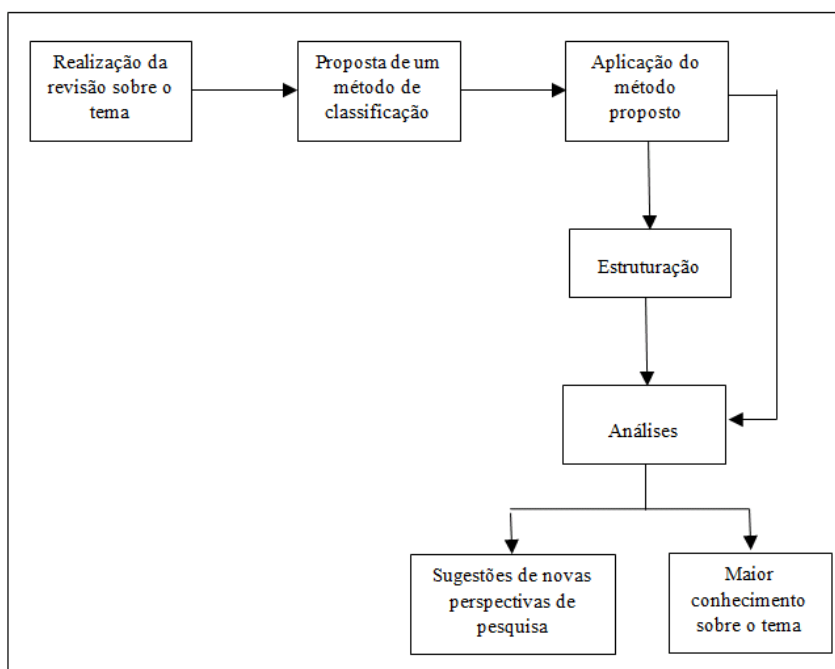 Realização da
revisão sobre o
tema
Proposta de um
método de
classificação
Aplicação do
método
proposto
Estruturação
Análises
Sugestões de novas
perspectivas de
pesquisa
Maior
conhecimento
sobre o tema